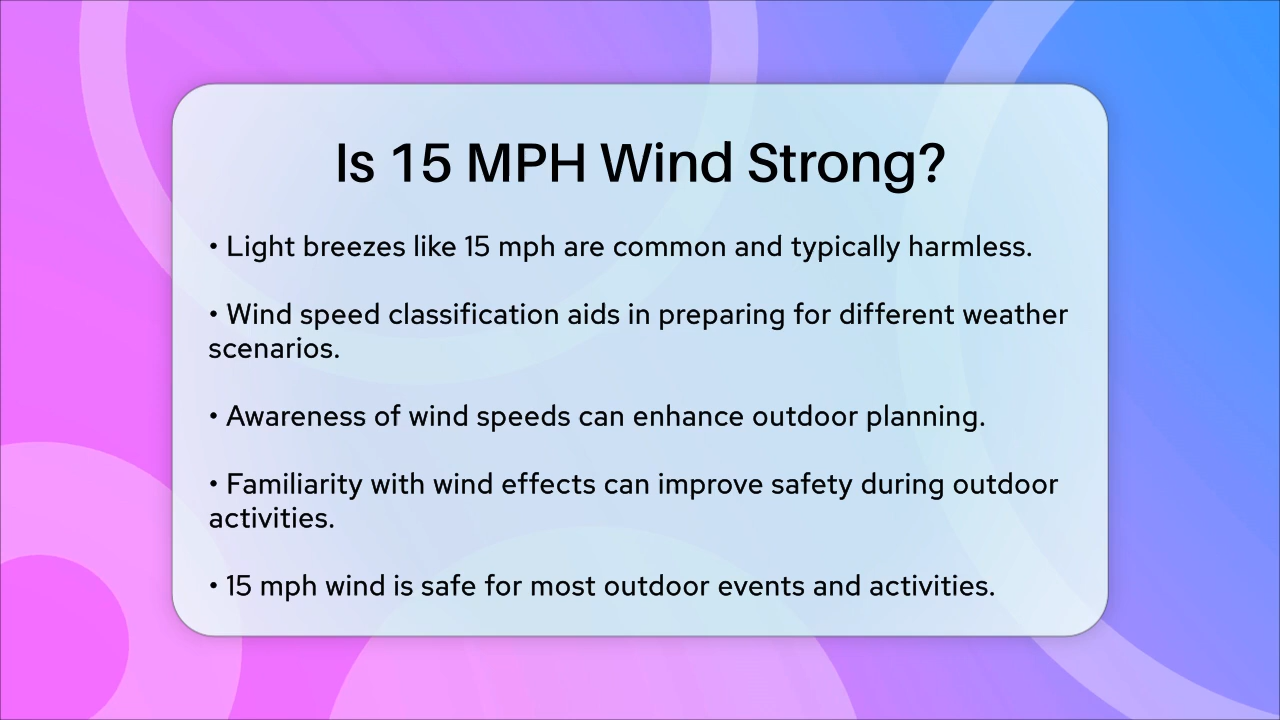 Is 15 MPH Wind Strong?
• Light breezes like 15 mph are common and typically harmless.
• Wind speed classification aids in preparing for different weather
scenarios.
• Awareness of wind speeds can enhance outdoor planning.
• Familiarity with wind effects can improve safety during outdoor
activities.
• 15 mph wind is safe for most outdoor events and activities.